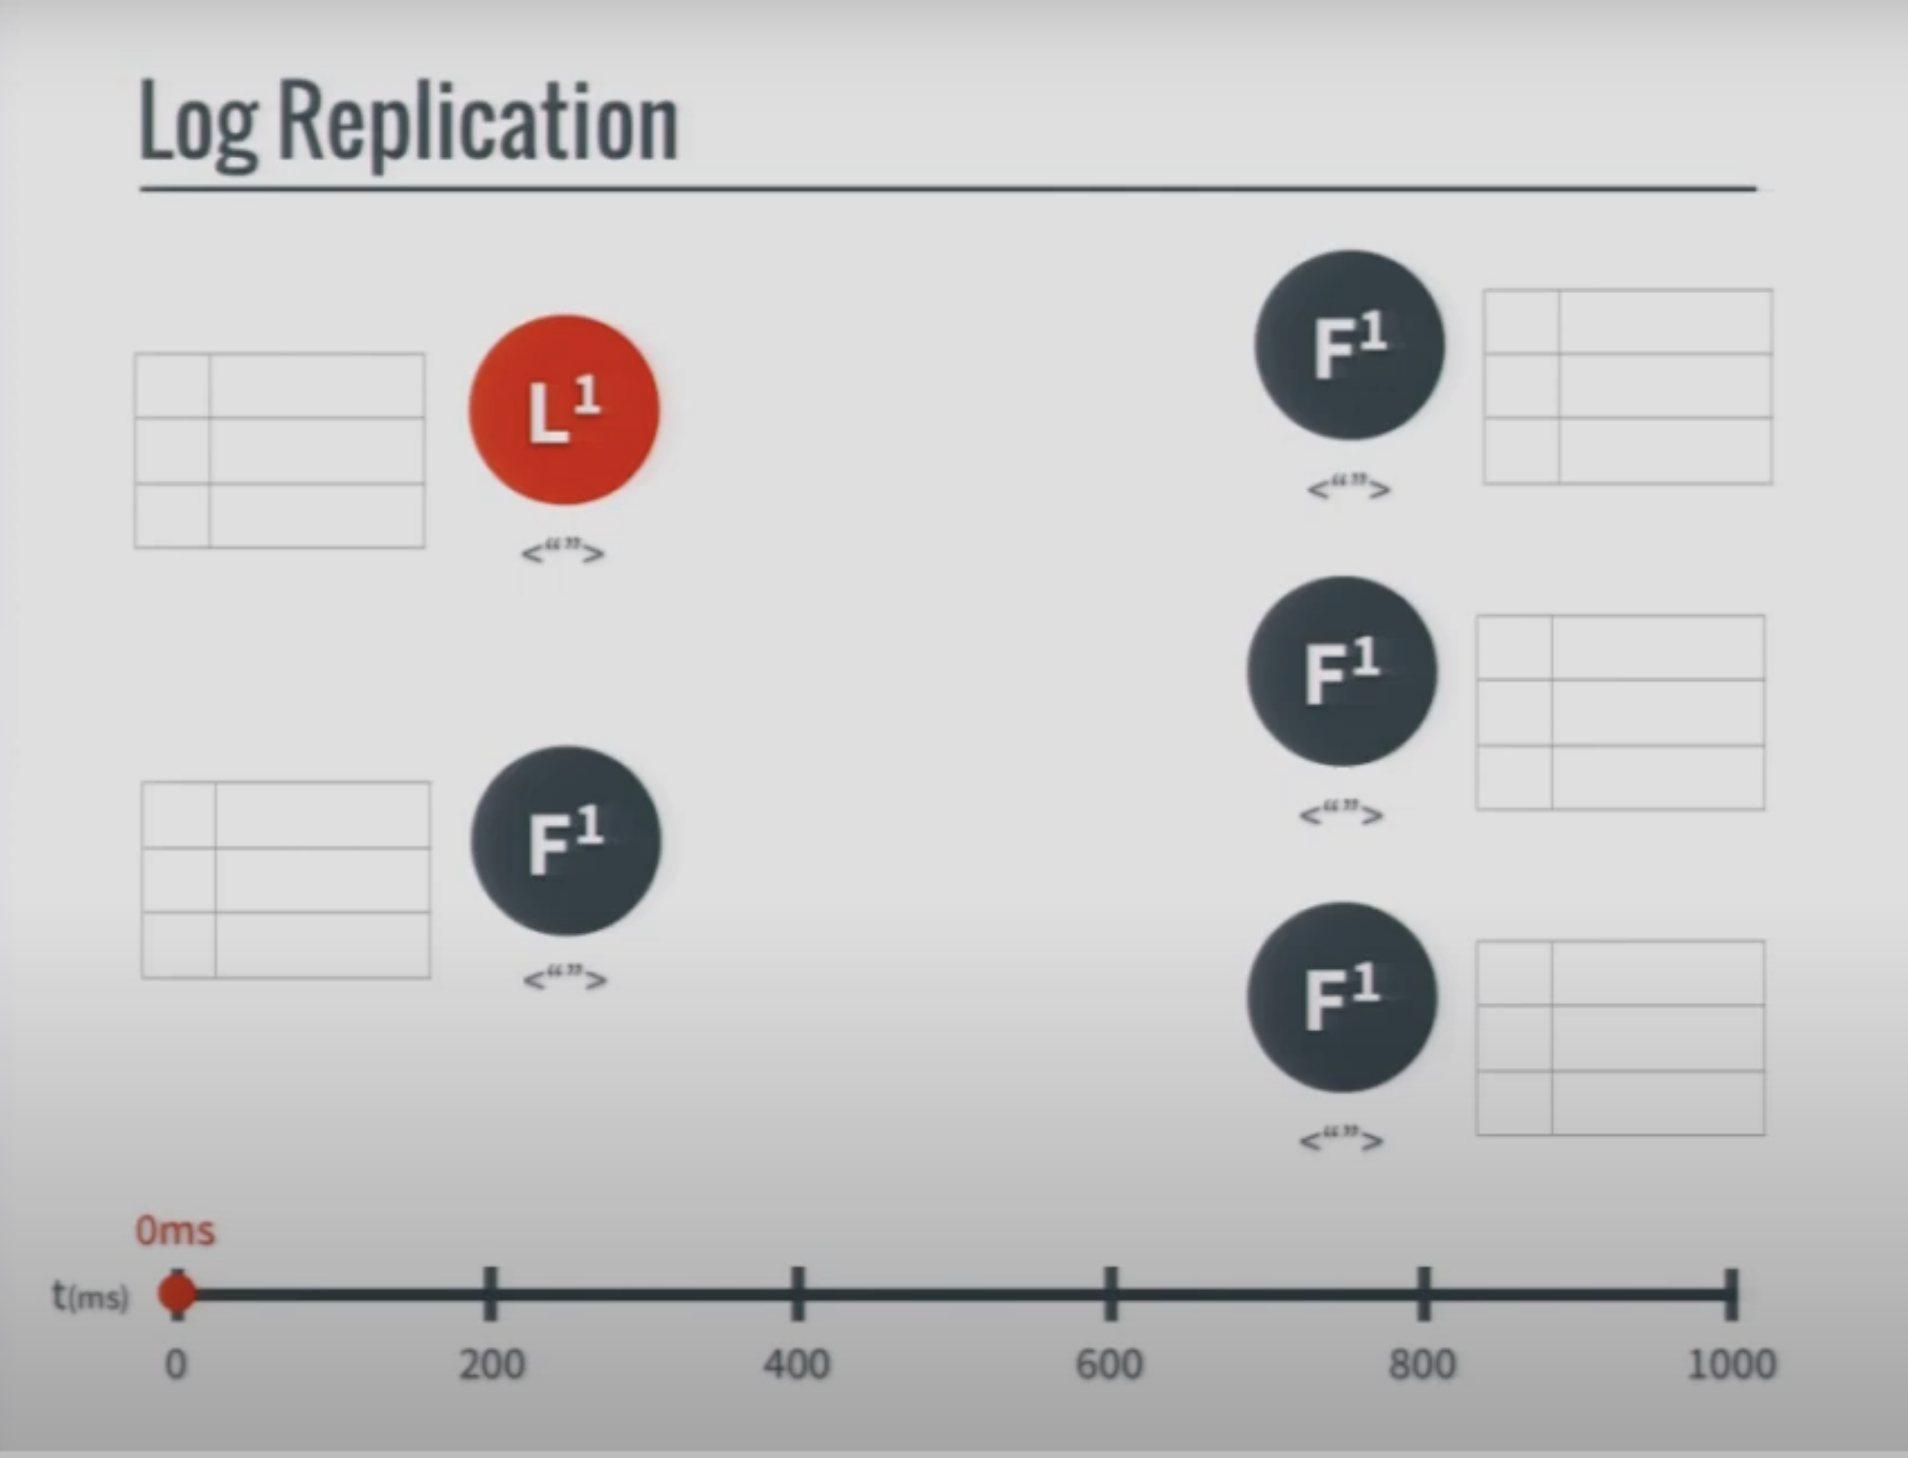 Log Replication
L¹
<“”>
F¹
<“”>
F¹
<“”>
F¹
<“”>
F¹
<“”>
0ms
t(ms)
0 200 400 600 800 1000